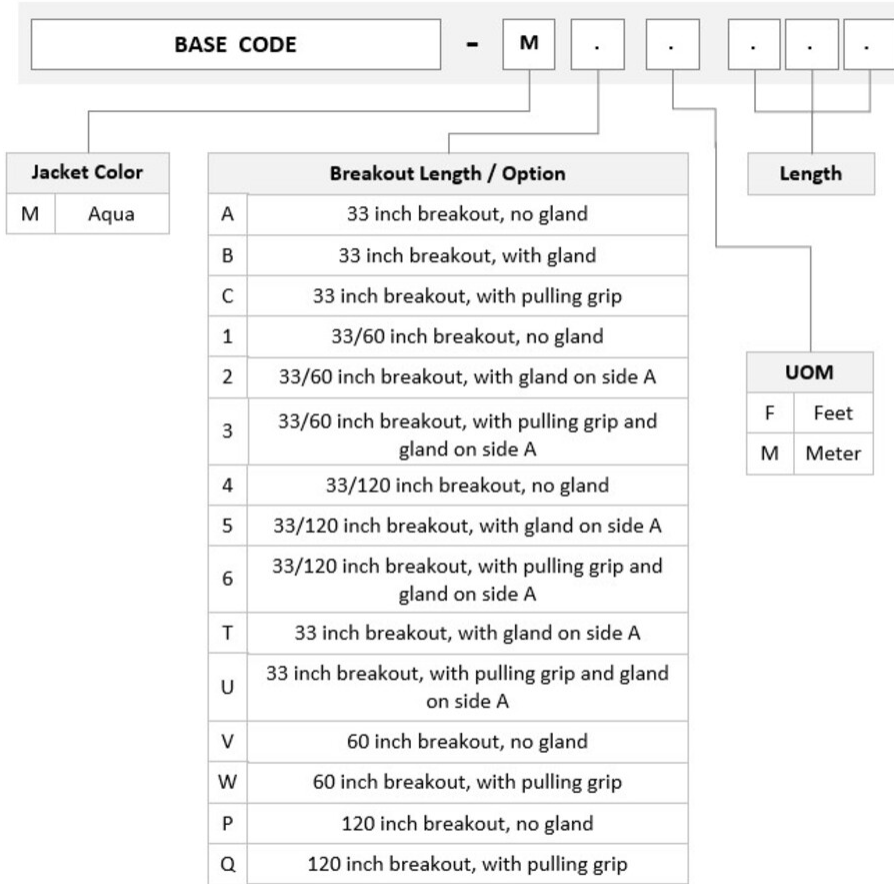 BASE CODE - M . . . . .
Jacket Color
M Aqua
Breakout Length / Option
A 33 inch breakout, no gland
B 33 inch breakout, with gland
C 33 inch breakout, with pulling grip
1 33/60 inch breakout, no gland
2 33/60 inch breakout, with gland on side A
3 33/60 inch breakout, with pulling grip and
gland on side A
4 33/120 inch breakout, no gland
5 33/120 inch breakout, with gland on side A
6 33/120 inch breakout, with pulling grip and
gland on side A
T 33 inch breakout, with gland on side A
U 33 inch breakout, with pulling grip and gland
on side A
V 60 inch breakout, no gland
W 60 inch breakout, with pulling grip
P 120 inch breakout, no gland
Q 120 inch breakout, with pulling grip
Length
UOM
F Feet
M Meter